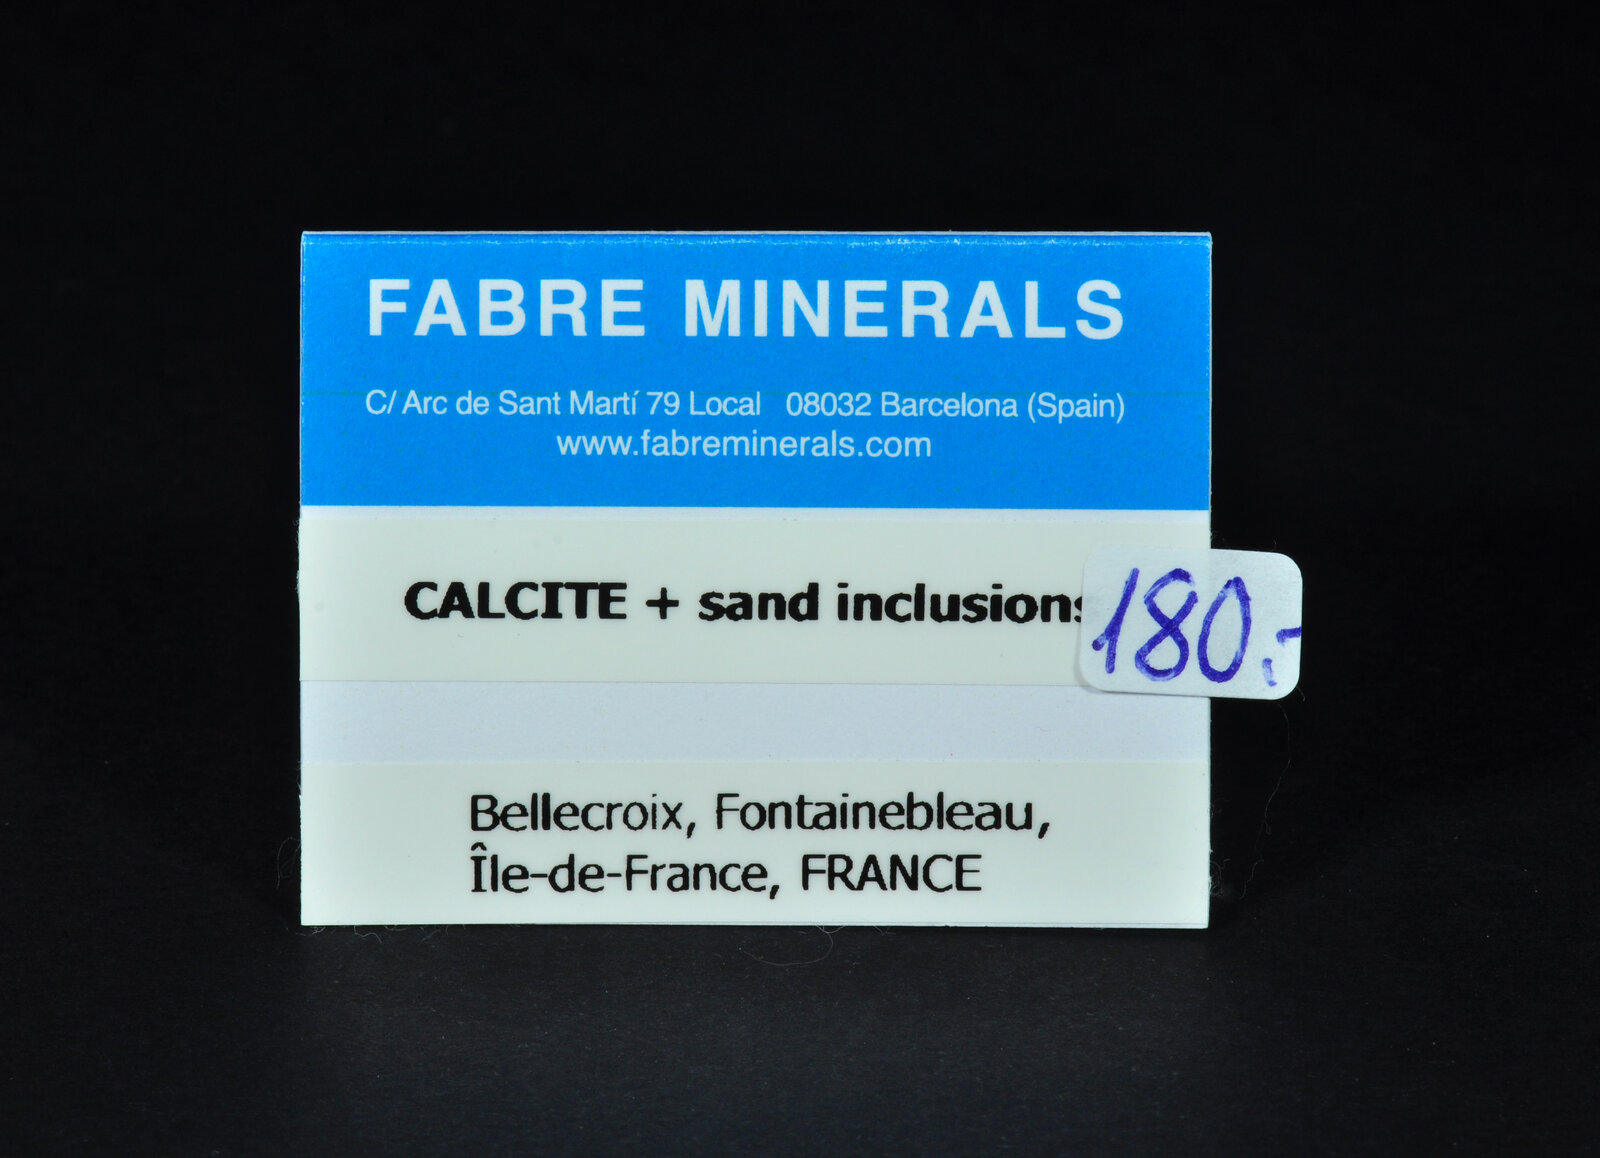 FABRE MINERALS
C/ Arc de Sant Martí 79 Local 08032 Barcelona (Spain)
www.fabreminerals.com
CALCITE + sand inclusions
180.-
Bellecroix, Fontainebleau,
Île-de-France, FRANCE